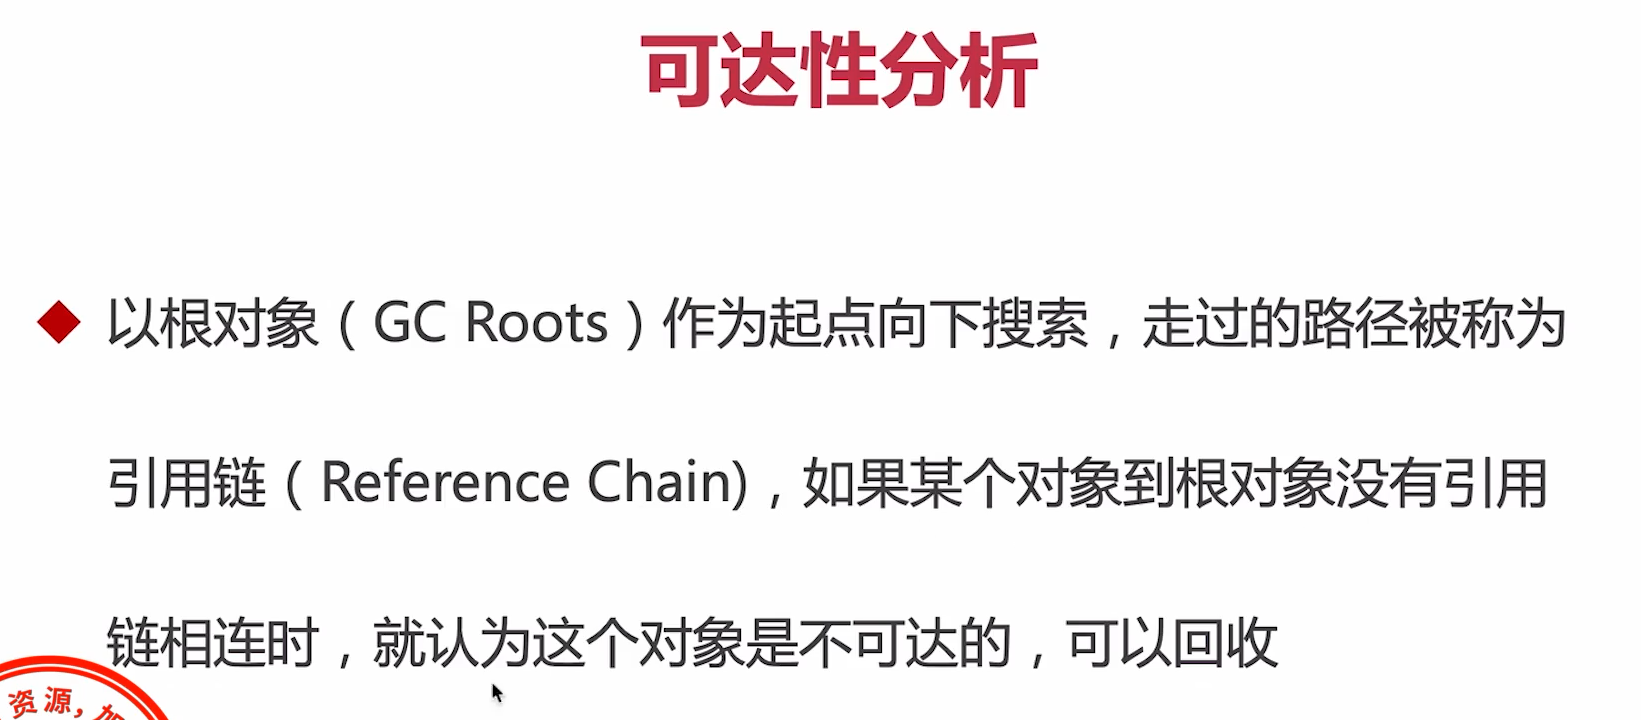 可达性分析
以根对象（GC Roots）作为起点向下搜索，走过的路径被称为
引用链（Reference Chain)，如果某个对象到根对象没有引用
链相连时，就认为这个对象是不可达的，可以回收
资源,